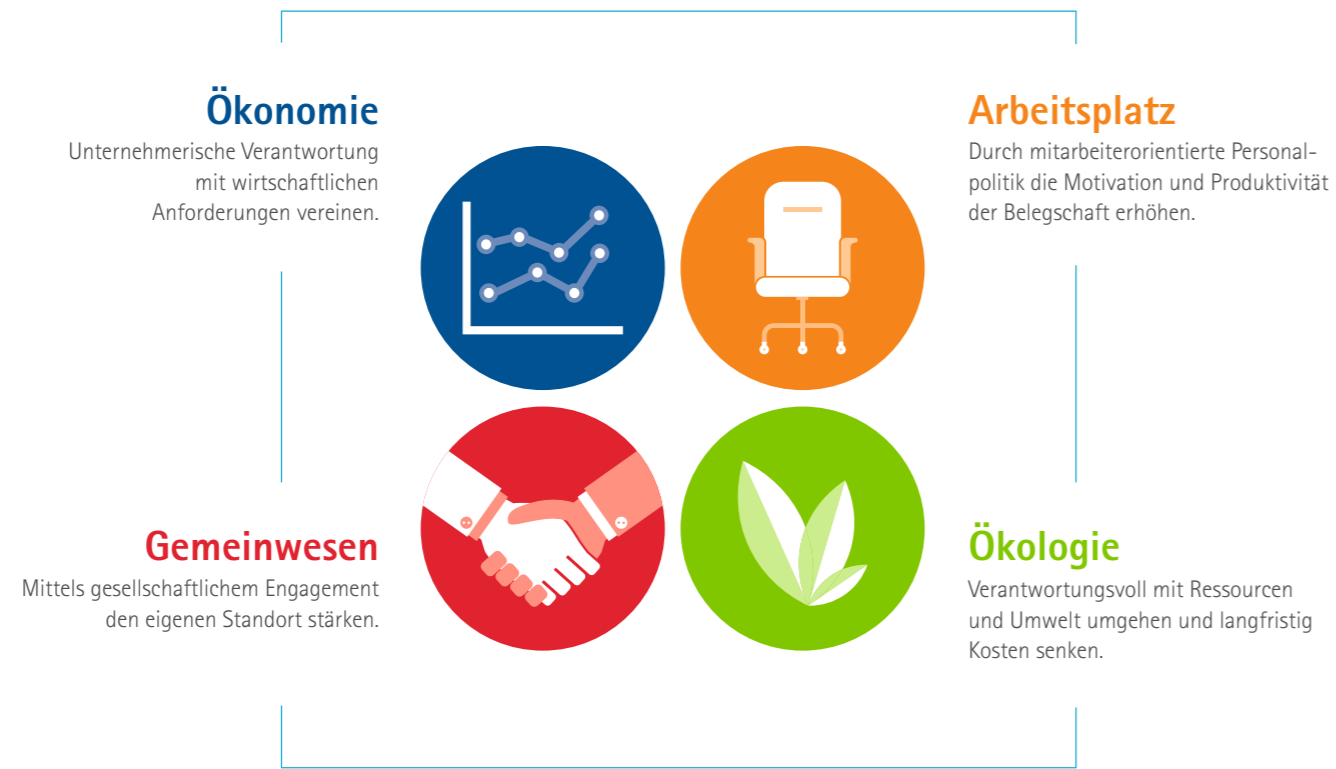 Ökonomie
Unternehmerische Verantwortung
mit wirtschaftlichen
Anforderungen vereinen.
Arbeitsplatz
Durch mitarbeiterorientierte Personal-
politik die Motivation und Produktivität
der Belegschaft erhöhen.
Gemeinwesen
Mittels gesellschaftlichem Engagement
den eigenen Standort stärken.
Ökologie
Verantwortungsvoll mit Ressourcen
und Umwelt umgehen und langfristig
Kosten senken.